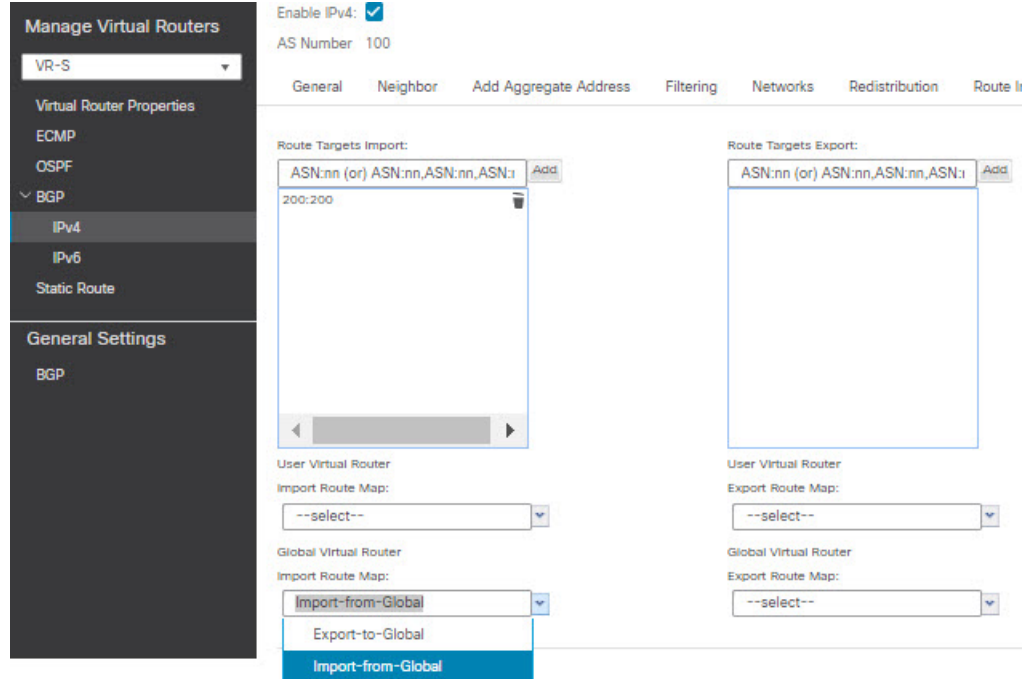 Manage Virtual Routers
VR-S
Virtual Router Properties
ECMP
OSPF
BGP
IPv4
IPv6
Static Route
General Settings
BGP
Enable IPv4:
AS Number 100
General Neighbor Add Aggregate Address Filtering Networks Redistribution Route
Route Targets Import:
ASN:nn (or) ASN:nn,ASN:nn,ASN: Add
200:200
User Virtual Router
Import Route Map:
--select--
Global Virtual Router
Import Route Map:
Import-from-Global
Export-to-Global
Import-from-Global
Route Targets Export:
ASN:nn (or) ASN:nn,ASN:nn,ASN: Add
User Virtual Router
Export Route Map:
--select--
Global Virtual Router
Export Route Map:
--select--